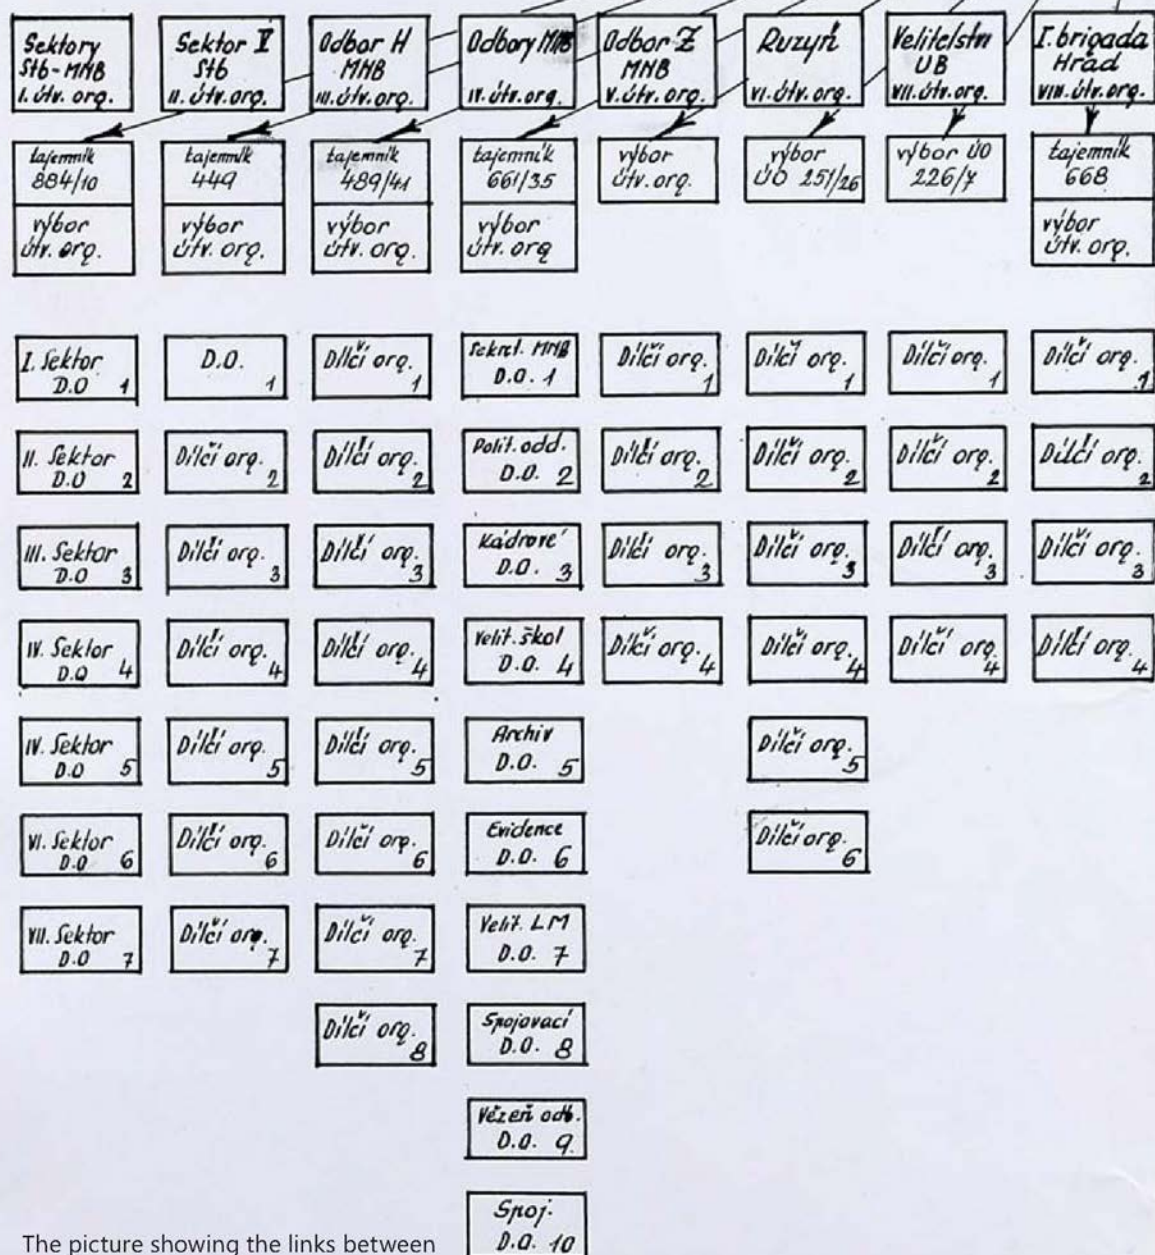 Sektory
Stb-MNB
I. útv. org.
Sektor V
Stb
II. útv. org.
Odbor H
MNB
III. útv. org.
Odbory MNB
IV. útv. org.
Odbor Z
MNB
V. útv. org.
Ruzyň
VI. útv. org.
Velitelstvi
UB
VII. útv. org.
I. brigada
Hrad
VIII. útv. org.
tajemník
884/10
výbor
útv. org.
tajemník
449
výbor
útv. org.
tajemník
489/41
výbor
útv. org.
tajemník
661/35
výbor
útv. org
výbor
útv. org.
výbor
ÚO 251/26
výbor ÚO
226/7
tajemník
668
výbor
útv. org.
I. Sektor
D.O 1
D.O.
1
Dílčí org.
1
Sekret. MNB
D.O. 1
Dílčí org.
1
Dílčí org.
1
Dílčí org.
1
Dílčí org.
1
II. Sektor
D.O 2
Dílčí org.
2
Dílčí org.
2
Polit. odd.
D.O. 2
Dílčí org.
2
Dílčí org.
2
Dílčí org.
2
Dílčí org.
2
III. Sektor
D.O 3
Dílčí org.
3
Dílčí org.
3
Kádrové
D.O. 3
Dílčí org.
3
Dílčí org.
3
Dílčí org.
3
Dílčí org.
3
IV. Sektor
D.O 4
Dílčí org.
4
Dílčí org.
4
Velit. škol
D.O. 4
Dílčí org.
4
Dílčí org.
4
Dílčí org.
4
Dílčí org.
4
IV. Sektor
D.O 5
Dílčí org.
5
Dílčí org.
5
Archiv
D.O. 5
Dílčí org.
5
VI. Sektor
D.O 6
Dílčí org.
6
Dílčí org.
6
Evidence
D.O. 6
Dílčí org.
6
VII. Sektor
D.O 7
Dílčí org.
7
Dílčí org.
7
Velit. LM
D.O. 7
Dílčí org.
8
Spojovací
D.O. 8
Vězeň odb.
D.O. 9
Spoj.
D.O. 10
The picture showing the links between